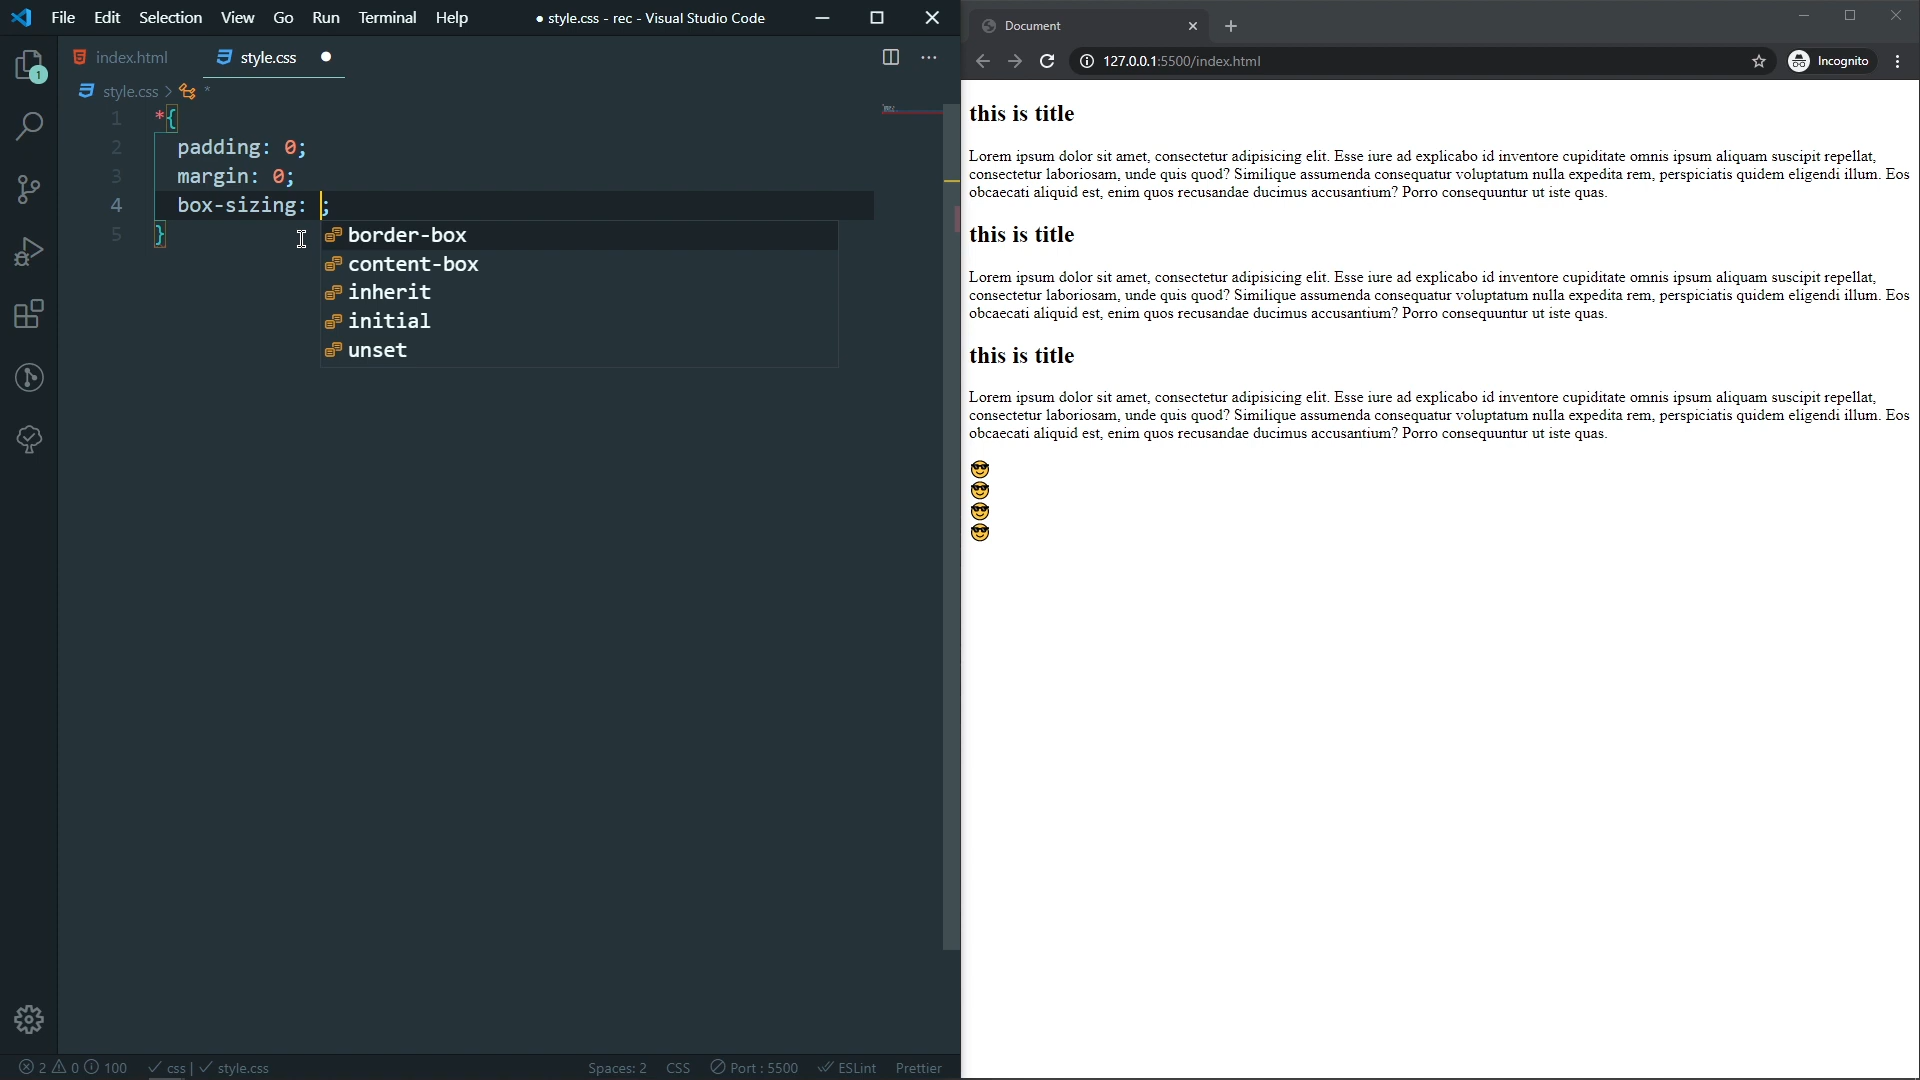 File Edit Selection View Go Run Terminal Help
● style.css - rec - Visual Studio Code
index.html
style.css ●
style.css > *
1 *{
2 padding: 0;
3 margin: 0;
4 box-sizing: ;
5 }
border-box
content-box
inherit
initial
unset
1
2 0 100 css | style.css
Spaces: 2 CSS Port : 5500 ESLint Prettier
Document
127.0.0.1:5500/index.html
Incognito
this is title
Lorem ipsum dolor sit amet, consectetur adipisicing elit. Esse iure ad explicabo id inventore cupiditate omnis ipsum aliquam suscipit repellat,
consectetur laboriosam, unde quis quod? Similique assumenda consequatur voluptatum nulla expedita rem, perspiciatis quidem eligendi illum. Eos
obcaecati aliquid est, enim quos recusandae ducimus accusantium? Porro consequuntur ut iste quas.
this is title
Lorem ipsum dolor sit amet, consectetur adipisicing elit. Esse iure ad explicabo id inventore cupiditate omnis ipsum aliquam suscipit repellat,
consectetur laboriosam, unde quis quod? Similique assumenda consequatur voluptatum nulla expedita rem, perspiciatis quidem eligendi illum. Eos
obcaecati aliquid est, enim quos recusandae ducimus accusantium? Porro consequuntur ut iste quas.
this is title
Lorem ipsum dolor sit amet, consectetur adipisicing elit. Esse iure ad explicabo id inventore cupiditate omnis ipsum aliquam suscipit repellat,
consectetur laboriosam, unde quis quod? Similique assumenda consequatur voluptatum nulla expedita rem, perspiciatis quidem eligendi illum. Eos
obcaecati aliquid est, enim quos recusandae ducimus accusantium? Porro consequuntur ut iste quas.
😎
😎
😎
😎